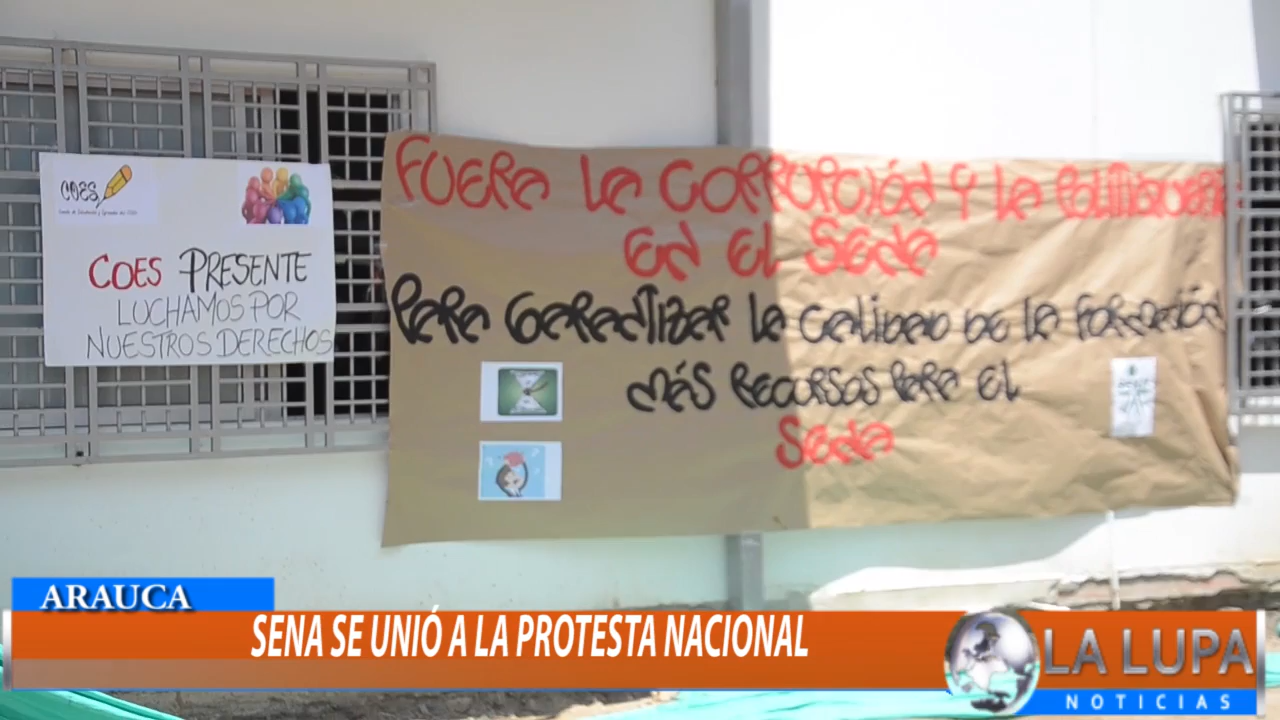 COES
COES PRESENTE
LUCHAMOS POR
NUESTROS DERECHOS
FUERA LA CORRUPCIÓN Y LA POLITIQUERIA
EN EL SENA
PARA GARANTIZAR LA CALIDAD DE LA FORMACIÓN
MÁS RECURSOS PARA EL
SENA
ARAUCA
SENA SE UNIÓ A LA PROTESTA NACIONAL
LA LUPA
NOTICIAS